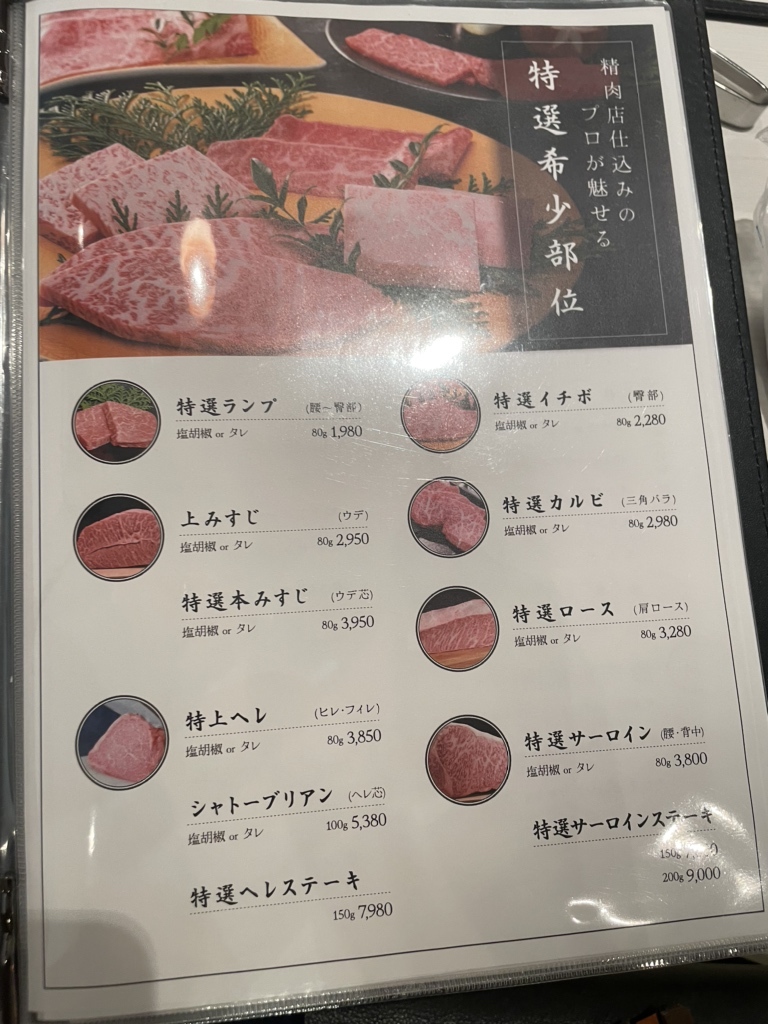 精肉店仕込みの
プロが魅せる
特選希少部位
特選ランプ (腰〜臀部)
塩胡椒 or タレ 80g 1,980
上みすじ (ウデ)
塩胡椒 or タレ 80g 2,950
特選本みすじ (ウデ芯)
塩胡椒 or タレ 80g 3,950
特上ヘレ (ヒレ・フィレ)
塩胡椒 or タレ 80g 3,850
シャトーブリアン (ヘレ芯)
塩胡椒 or タレ 100g 5,380
特選ヘレステーキ
150g 7,980
特選イチボ (臀部)
塩胡椒 or タレ 80g 2,280
特選カルビ (三角バラ)
塩胡椒 or タレ 80g 2,980
特選ロース (肩ロース)
塩胡椒 or タレ 80g 3,280
特選サーロイン (腰・背中)
塩胡椒 or タレ 80g 3,800
特選サーロインステーキ
150g
200g 9,000